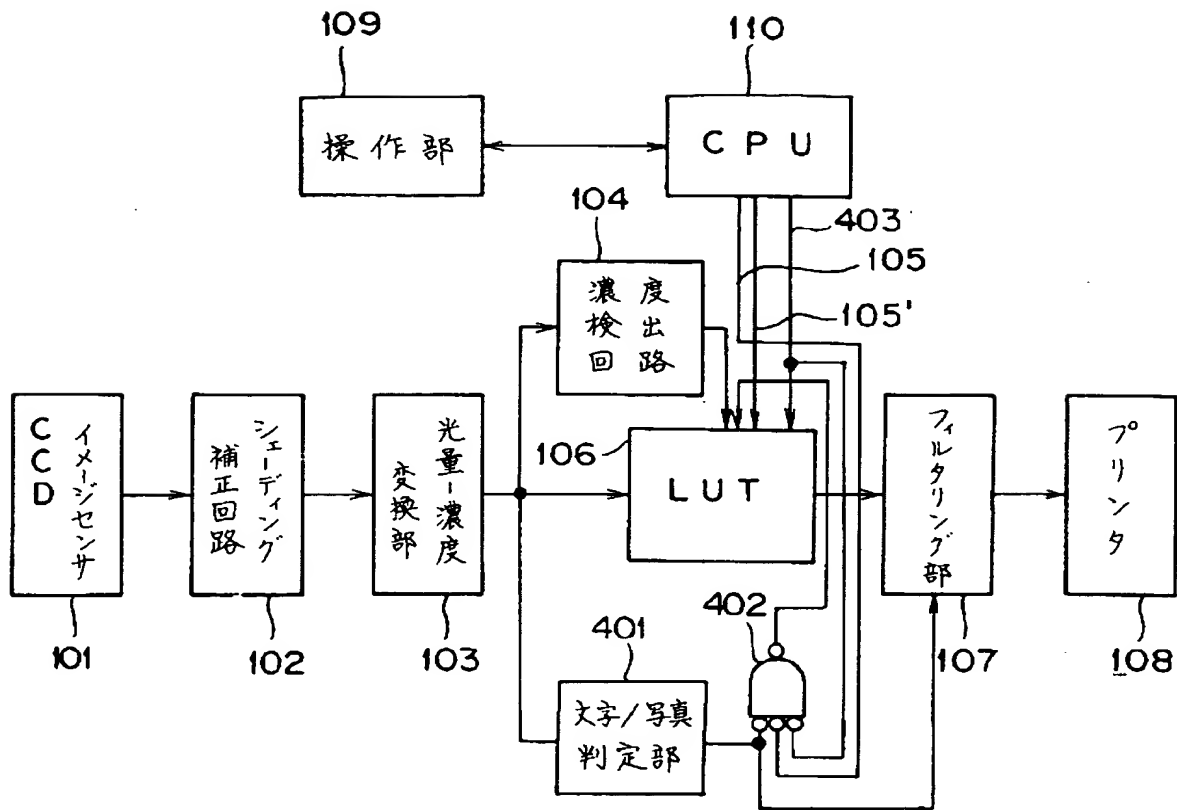 109
110
操作部
CPU
104
403
濃度
検出
回路
105
105'
CCD
イメージセンサ
シェーディング
補正回路
光量-濃度
変換部
106
LUT
フィルタリング部
プリンタ
101
102
103
401
402
107
108
文字/写真
判定部